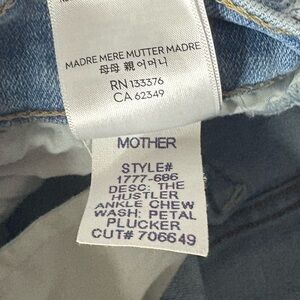 MADRE MERE MUTTER MADRE
母母 親 어머니
RN 133376
CA 62349
MOTHER
STYLE#
1777-686
DESC: THE
HUSTLER
ANKLE CHEW
WASH: PETAL
PLUCKER
CUT# 706649